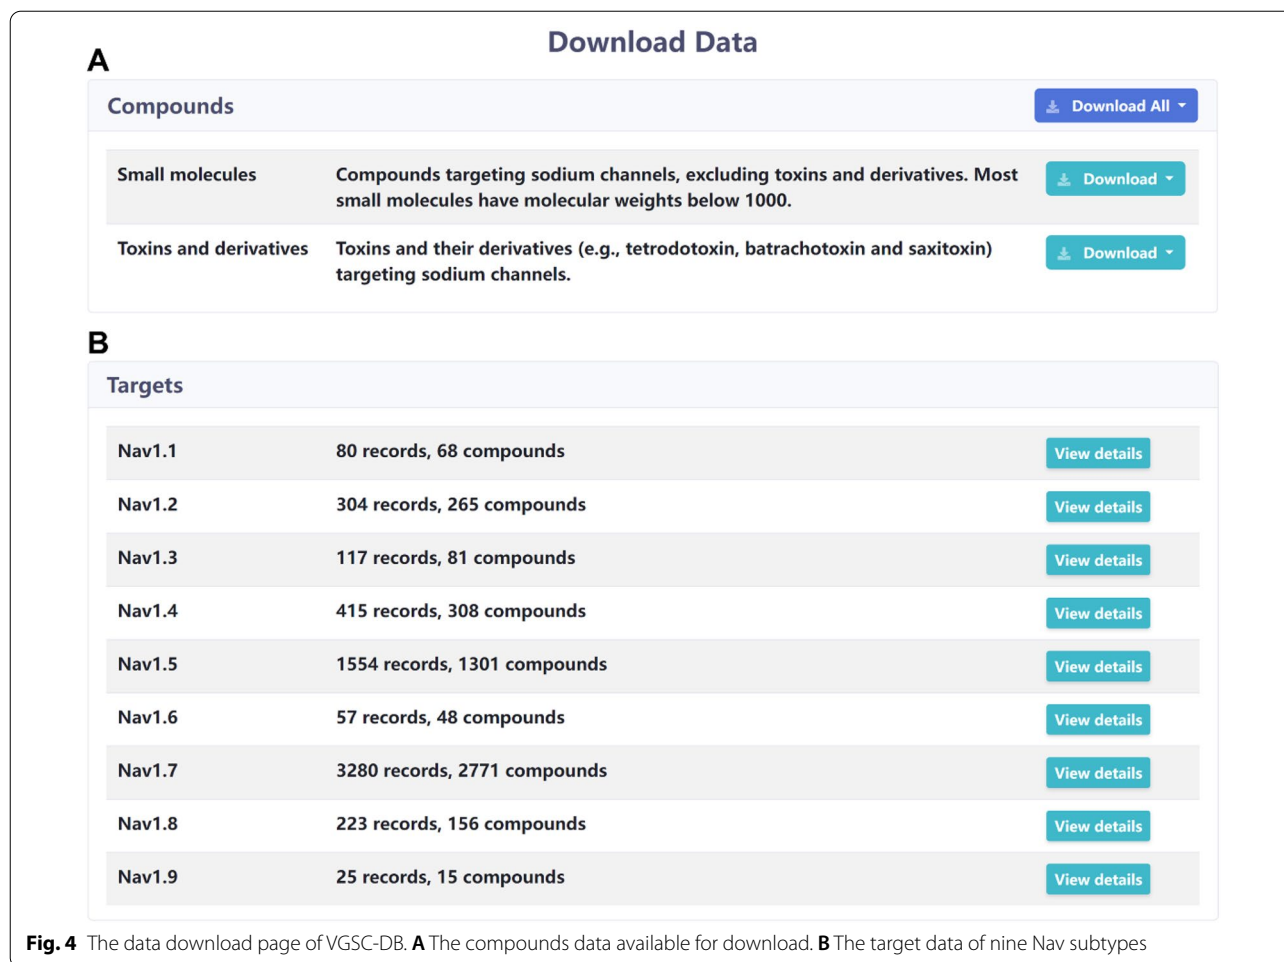 Download Data
A
Compounds
Download All
Small molecules
Compounds targeting sodium channels, excluding toxins and derivatives. Most
small molecules have molecular weights below 1000.
Download
Toxins and derivatives
Toxins and their derivatives (e.g., tetrodotoxin, batrachotoxin and saxitoxin)
targeting sodium channels.
Download
B
Targets
Nav1.1 80 records, 68 compounds View details
Nav1.2 304 records, 265 compounds View details
Nav1.3 117 records, 81 compounds View details
Nav1.4 415 records, 308 compounds View details
Nav1.5 1554 records, 1301 compounds View details
Nav1.6 57 records, 48 compounds View details
Nav1.7 3280 records, 2771 compounds View details
Nav1.8 223 records, 156 compounds View details
Nav1.9 25 records, 15 compounds View details
Fig. 4 The data download page of VGSC-DB. A The compounds data available for download. B The target data of nine Nav subtypes